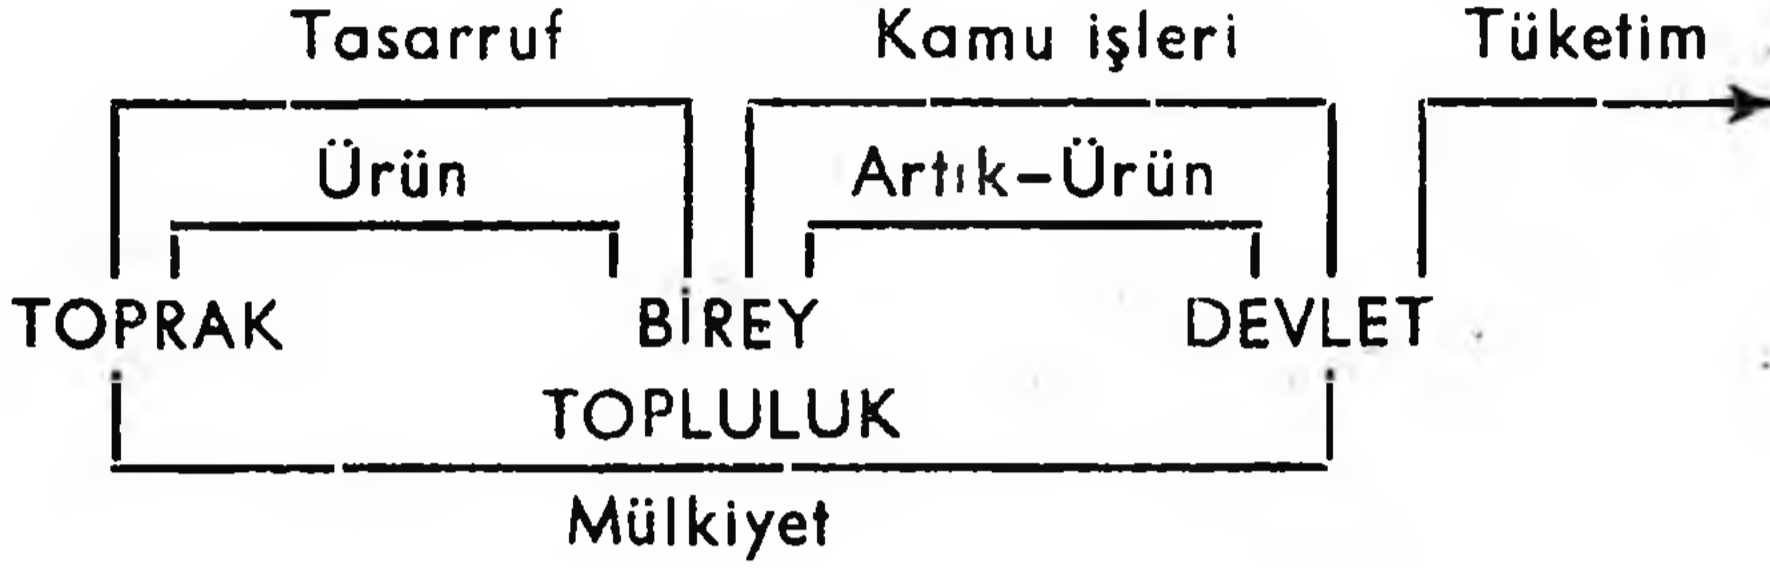 Tasarruf Kamu işleri Tüketim
Ürün Artık-Ürün
TOPRAK BİREY DEVLET
TOPLULUK
Mülkiyet